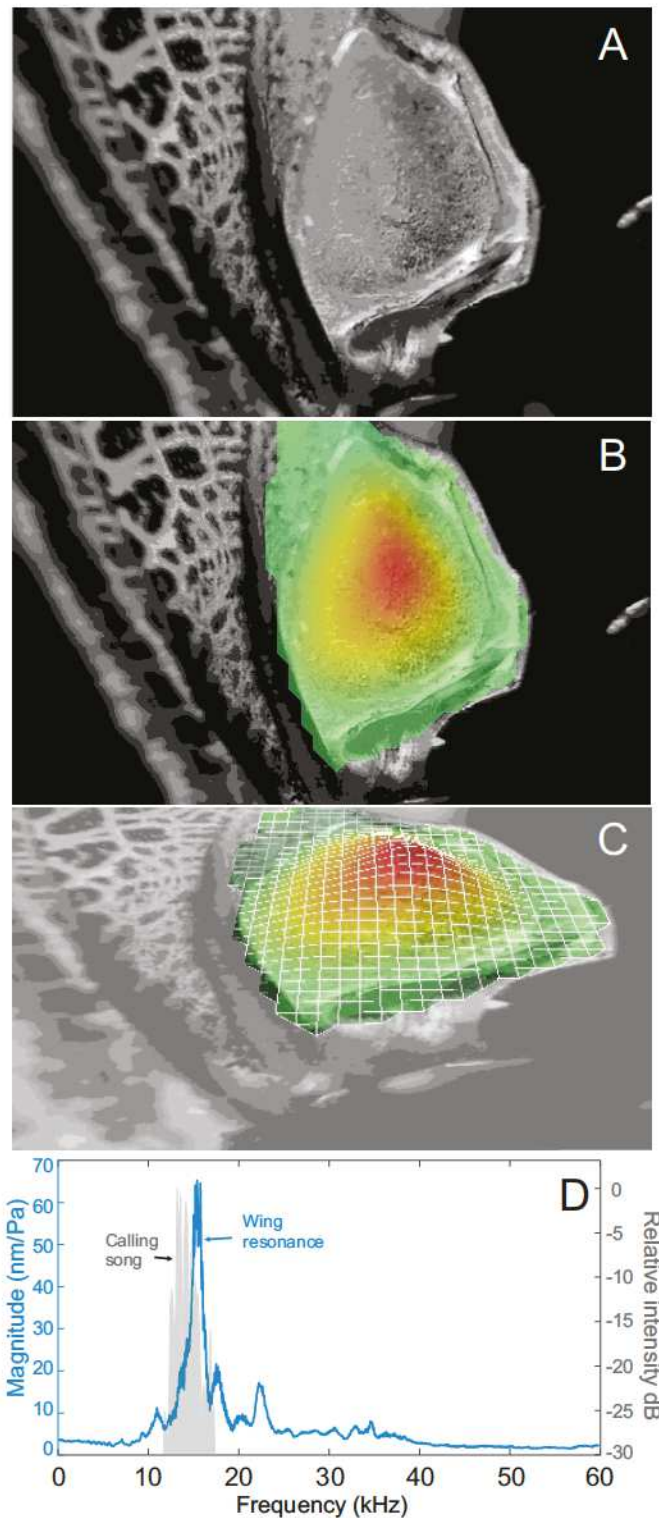 A
B
C
D
70
60
50
40
30
20
10
0
Magnitude (nm/Pa)
Calling
song
Wing
resonance
0
-5
-10
-15
-20
-25
-30
Relative intensity dB
0
10
20
30
40
50
60
Frequency (kHz)